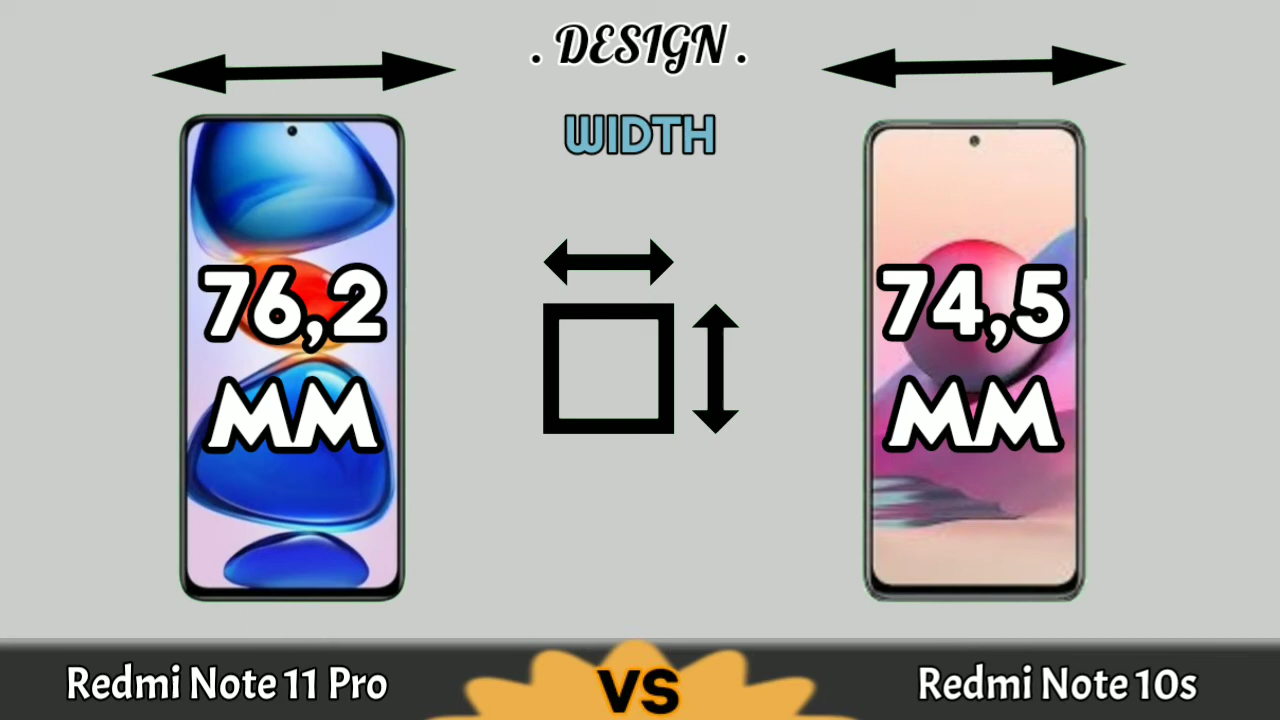 . DESIGN .
WIDTH
76,2
MM
74,5
MM
Redmi Note 11 Pro
VS
Redmi Note 10s